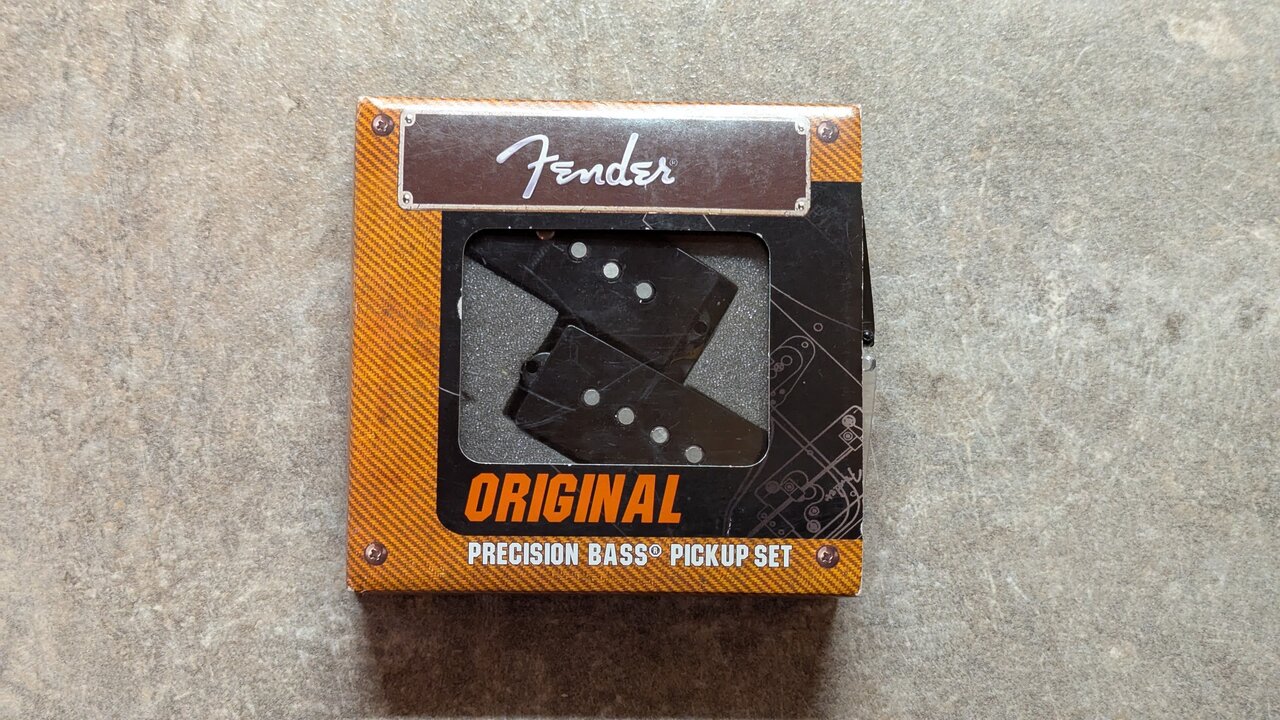 Fender®
ORIGINAL
PRECISION BASS® PICKUP SET